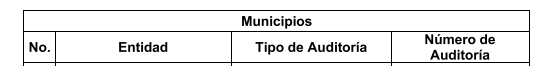 Municipios
No. Entidad Tipo de Auditoría Número de
Auditoría